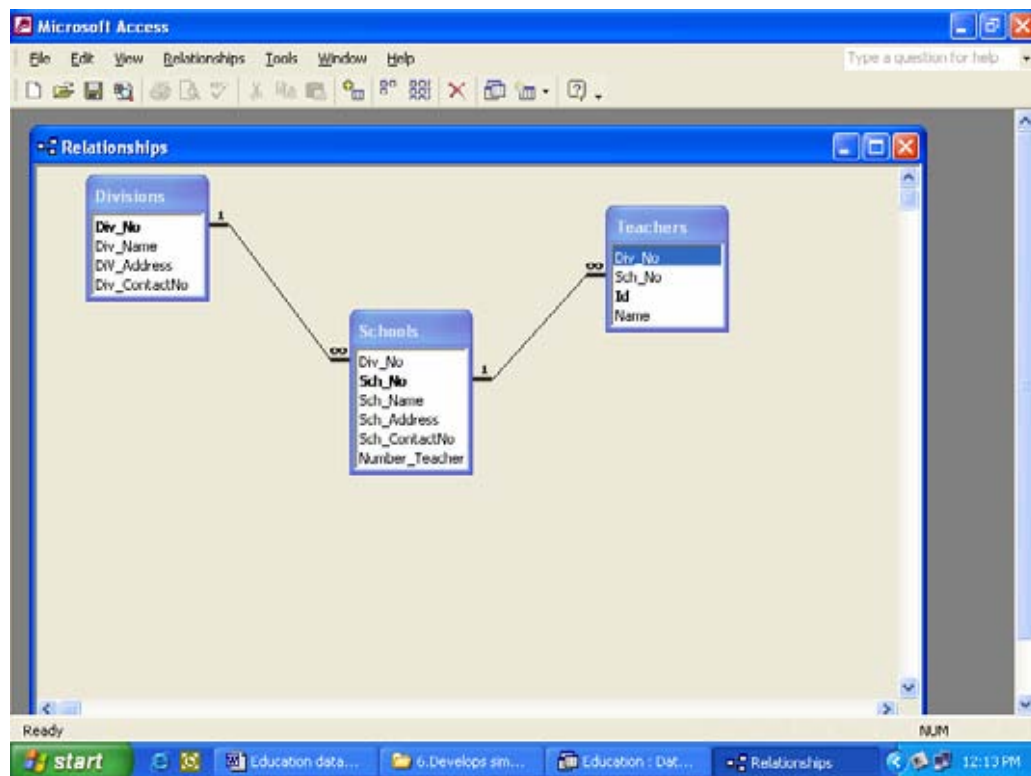 Microsoft Access
File Edit View Relationships Tools Window Help
Type a question for help
Relationships
Divisions
Div_No
Div_Name
DIV_Address
Div_ContactNo
1
Teachers
Div_No
Sch_No
Id
Name
∞
Schools
Div_No
Sch_No
Sch_Name
Sch_Address
Sch_ContactNo
Number_Teacher
∞
1
Ready
NUM
start
Education data...
6.Develops sim...
Education : Dat...
Relationships
12:13 PM